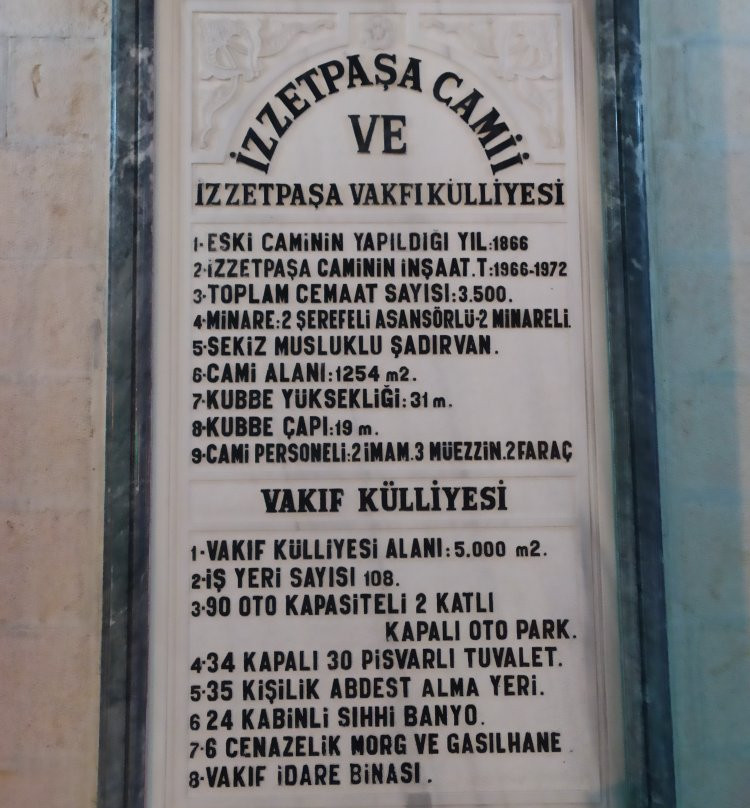 İZZETPAŞA CAMİİ
VE
İZZETPAŞA VAKFI KÜLLİYESİ
1-ESKİ CAMİNİN YAPILDIĞI YIL:1866
2-İZZETPAŞA CAMİNİN İNŞAAT.T:1966-1972
3-TOPLAM CEMAAT SAYISI:3.500.
4-MİNARE:2 ŞEREFELİ ASANSÖRLÜ-2 MİNARELİ.
5-SEKİZ MUSLUKLU ŞADIRVAN.
6-CAMİ ALANI:1254 m2.
7-KUBBE YÜKSEKLİĞİ:31 m.
8-KUBBE ÇAPI:19 m.
9-CAMİ PERSONELİ:2 İMAM.3 MÜEZZİN.2 FARAÇ
VAKIF KÜLLİYESİ
1-VAKIF KÜLLİYESİ ALANI:5.000 m2.
2-İŞ YERİ SAYISI 108.
3-90 OTO KAPASİTELİ 2 KATLI
KAPALI OTO PARK.
4-34 KAPALI 30 PİSVARLI TUVALET.
5-35 KİŞİLİK ABDEST ALMA YERİ.
6 24 KABİNLİ SIHHİ BANYO.
7-6 CENAZELİK MORG VE GASILHANE.
8-VAKIF İDARE BİNASI.